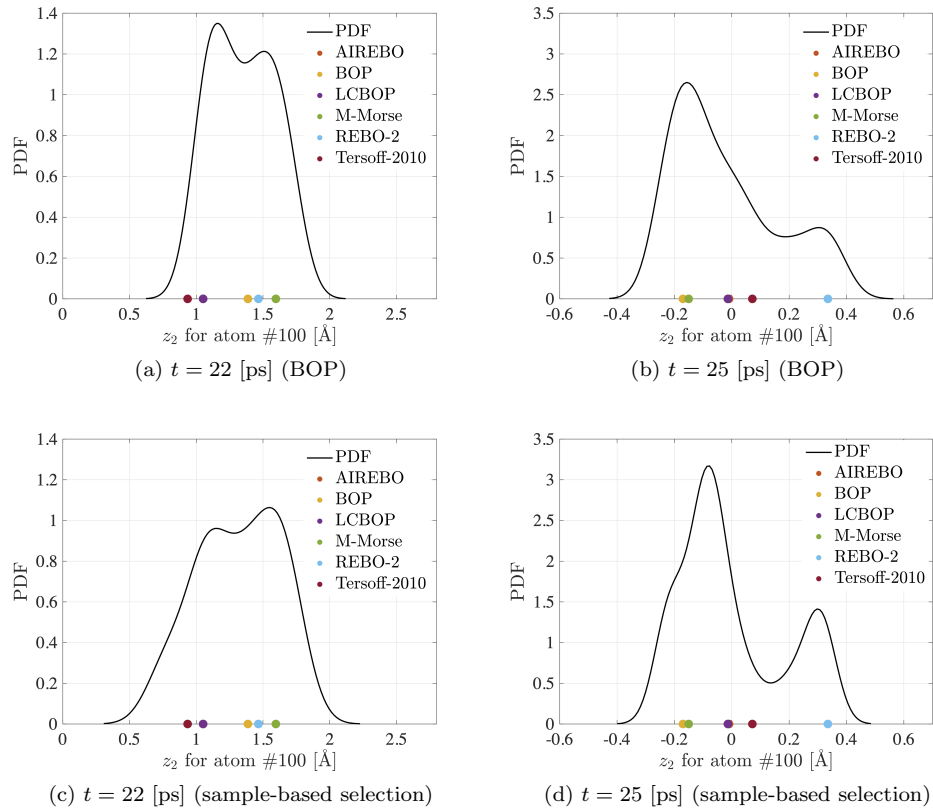 1.4
1.2
1
0.8
0.6
0.4
0.2
0
PDF
PDF
AIREBO
BOP
LCBOP
M-Morse
REBO-2
Tersoff-2010
0 0.5 1 1.5 2 2.5
z₂ for atom #100 [Å]
(a) t = 22 [ps] (BOP)
3.5
3
2.5
2
1.5
1
0.5
0
PDF
PDF
AIREBO
BOP
LCBOP
M-Morse
REBO-2
Tersoff-2010
-0.6 -0.4 -0.2 0 0.2 0.4 0.6
z₂ for atom #100 [Å]
(b) t = 25 [ps] (BOP)
1.4
1.2
1
0.8
0.6
0.4
0.2
0
PDF
PDF
AIREBO
BOP
LCBOP
M-Morse
REBO-2
Tersoff-2010
0 0.5 1 1.5 2 2.5
z₂ for atom #100 [Å]
(c) t = 22 [ps] (sample-based selection)
3.5
3
2.5
2
1.5
1
0.5
0
PDF
PDF
AIREBO
BOP
LCBOP
M-Morse
REBO-2
Tersoff-2010
-0.6 -0.4 -0.2 0 0.2 0.4 0.6
z₂ for atom #100 [Å]
(d) t = 25 [ps] (sample-based selection)